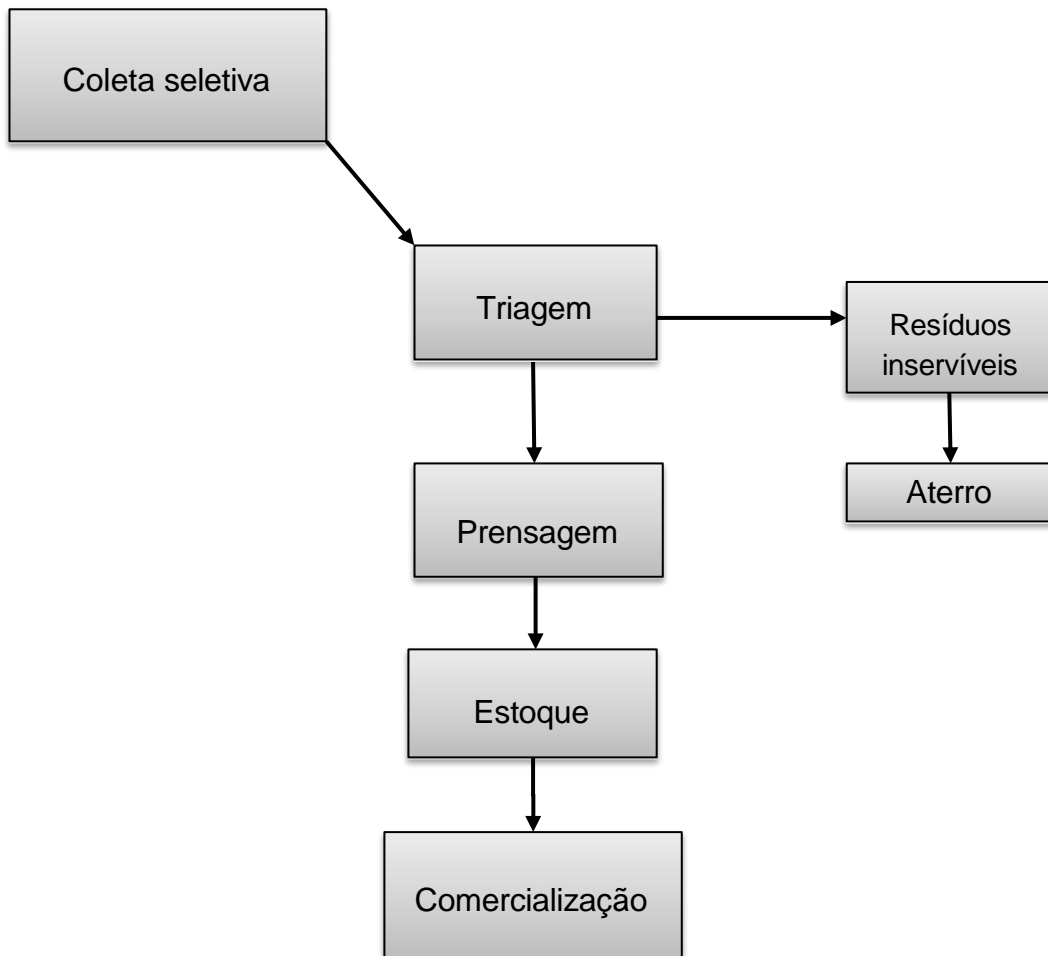 Coleta seletiva
Triagem
Resíduos
inservíveis
Aterro
Prensagem
Estoque
Comercialização